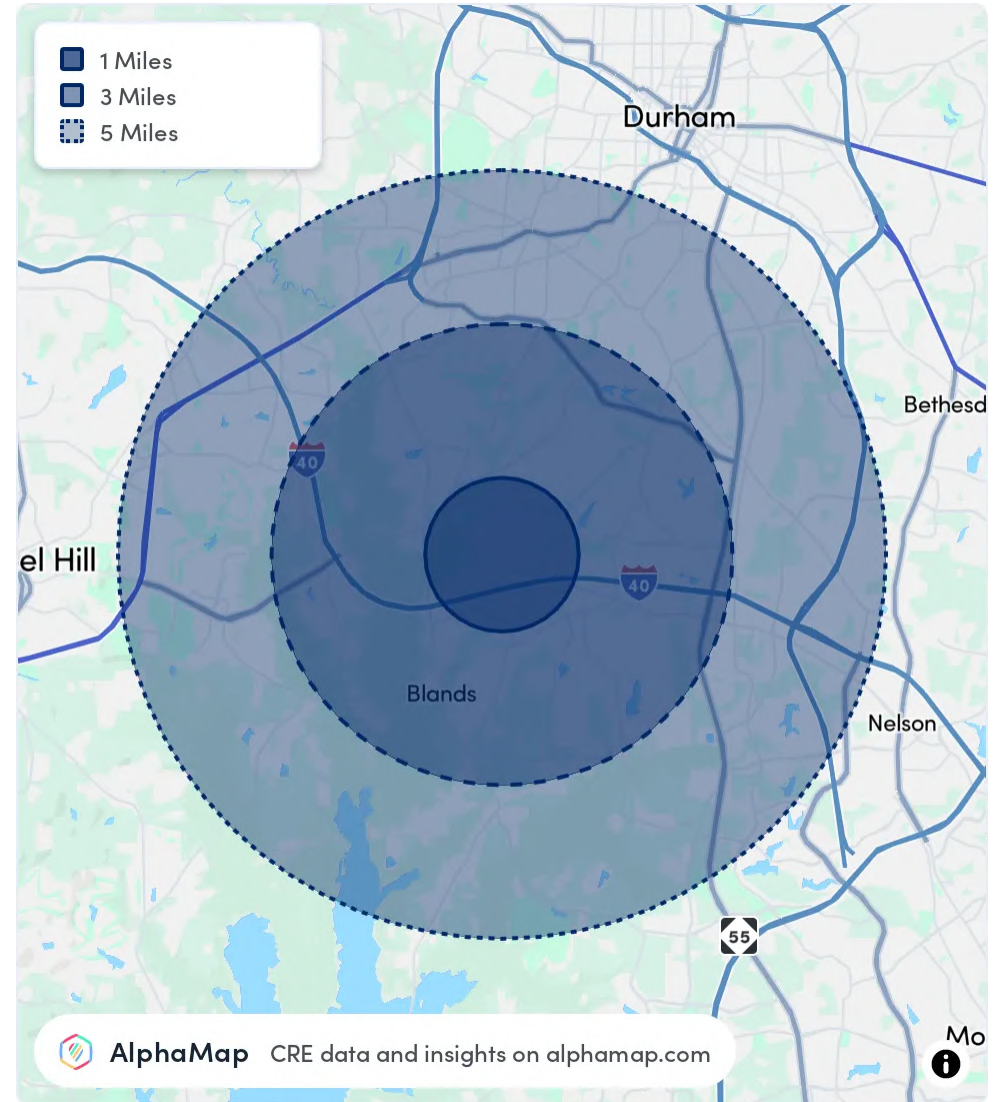 1 Miles
3 Miles
5 Miles
Durham
Bethesd
40
el Hill
40
Blands
Nelson
55
Mo
AlphaMap CRE data and insights on alphamap.com